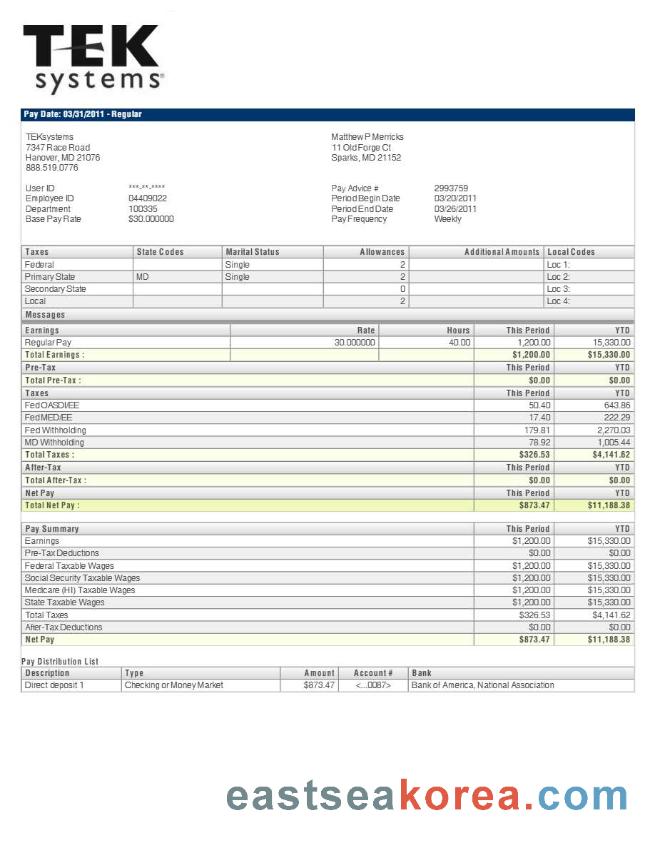 TEK
systems
Pay Date: 03/31/2011 - Regular
TEKsystems
7347 Race Road
Hanover, MD 21076
888.519.0776
Matthew P Merricks
11 Old Forge Ct
Sparks, MD 21152
User ID ***-**-****
Employee ID 04409022
Department 100335
Base Pay Rate $30.000000
Pay Advice # 2993759
Period Begin Date 03/20/2011
Period End Date 03/26/2011
Pay Frequency Weekly
Taxes State Codes Marital Status Allowances Additional Amounts Local Codes
Federal Single 2 Loc 1:
Primary State MD Single 2 Loc 2:
Secondary State 0 Loc 3:
Local 2 Loc 4:
Messages
Earnings Rate Hours This Period YTD
Regular Pay 30.000000 40.00 1,200.00 15,330.00
Total Earnings : $1,200.00 $15,330.00
Pre-Tax This Period YTD
Total Pre-Tax : $0.00 $0.00
Taxes This Period YTD
Fed OASDI/EE 50.40 643.86
Fed MED/EE 17.40 222.29
Fed Withholding 179.81 2,270.03
MD Withholding 78.92 1,005.44
Total Taxes : $326.53 $4,141.62
After-Tax This Period YTD
Total After-Tax : $0.00 $0.00
Net Pay This Period YTD
Total Net Pay : $873.47 $11,188.38
Pay Summary This Period YTD
Earnings $1,200.00 $15,330.00
Pre-Tax Deductions $0.00 $0.00
Federal Taxable Wages $1,200.00 $15,330.00
Social Security Taxable Wages $1,200.00 $15,330.00
Medicare (HI) Taxable Wages $1,200.00 $15,330.00
State Taxable Wages $1,200.00 $15,330.00
Total Taxes $326.53 $4,141.62
After-Tax Deductions $0.00 $0.00
Net Pay $873.47 $11,188.38
Pay Distribution List
Description Type Amount Account # Bank
Direct deposit 1 Checking or Money Market $873.47 <...0087> Bank of America, National Association
eastseakorea.com